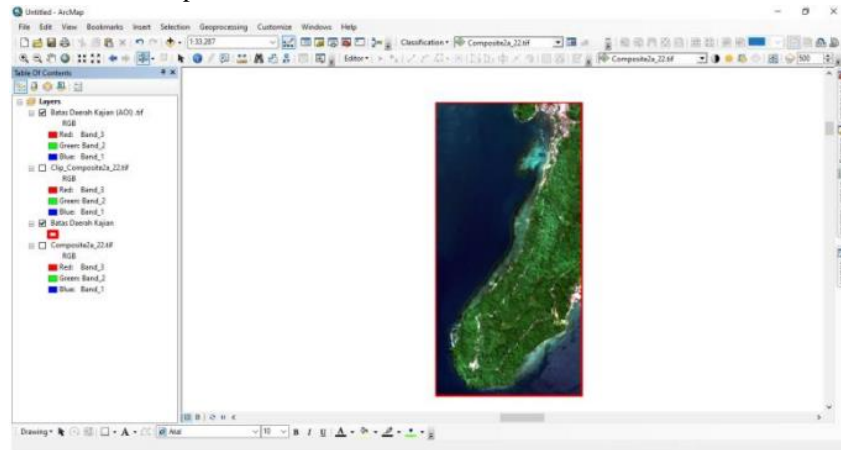 Untitled - ArcMap
File Edit View Bookmarks Insert Selection Geoprocessing Customize Windows Help
1:33.287 Classification Composite2a_22.tif
Editor Composite2a_22.tif 500
Table Of Contents
Layers
Batas Daerah Kajian (AOI) .tif
RGB
Red: Band_3
Green: Band_2
Blue: Band_1
Clip_Composite2a_22.tif
RGB
Red: Band_3
Green: Band_2
Blue: Band_1
Batas Daerah Kajian
Composite2a_22.tif
RGB
Red: Band_3
Green: Band_2
Blue: Band_1
Drawing A Arial 10 B I U A